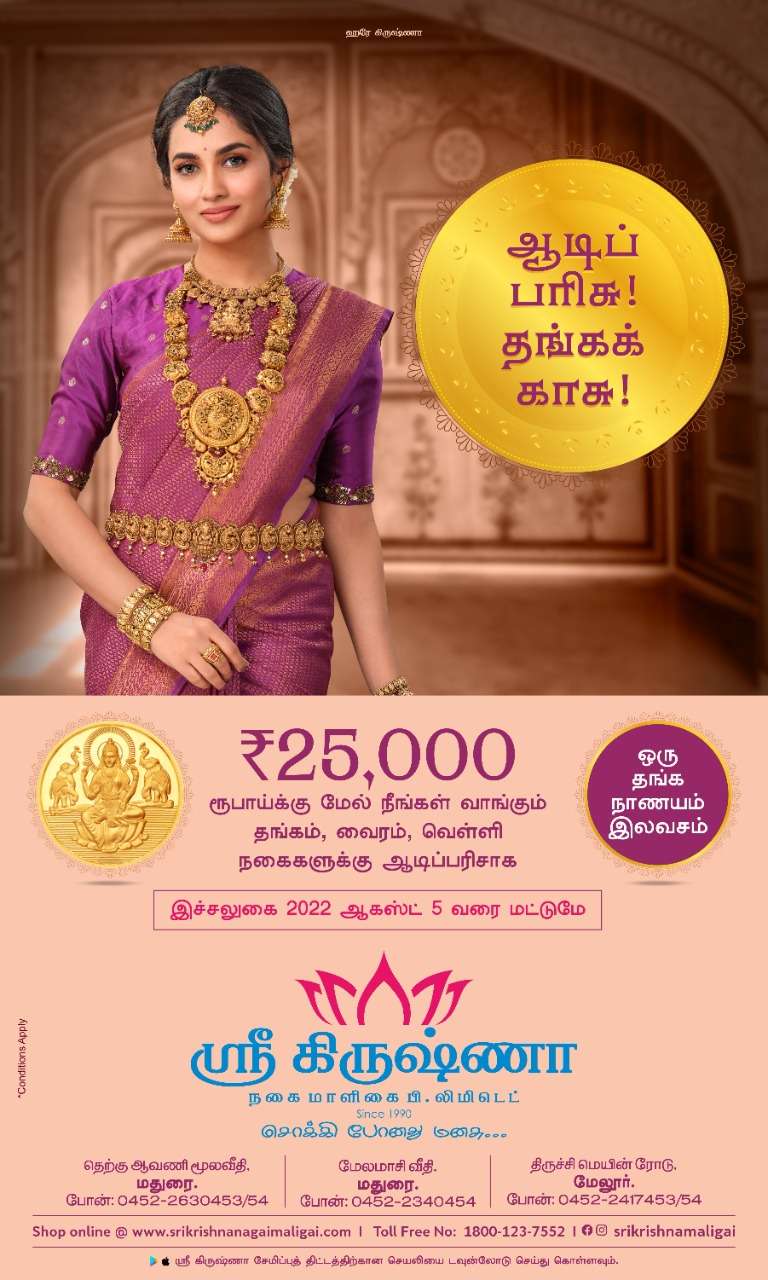 ஹரே கிருஷ்ணா
ஆடிப்
பரிசு!
தங்கக்
காசு!
₹25,000
ரூபாய்க்கு மேல் நீங்கள் வாங்கும்
தங்கம், வைரம், வெள்ளி
நகைகளுக்கு ஆடிப்பரிசாக
ஒரு
தங்க
நாணயம்
இலவசம்
இச்சலுகை 2022 ஆகஸ்ட் 5 வரை மட்டுமே
*Conditions Apply
ஸ்ரீ கிருஷ்ணா
நகை மாளிகை பி. லிமிடெட்
Since 1990
சொக்கி போனது மனசு...
தெற்கு ஆவணி மூலவீதி,
மதுரை.
போன்: 0452-2630453/54
மேலமாசி வீதி,
மதுரை.
போன்: 0452-2340454
திருச்சி மெயின் ரோடு,
மேலூர்.
போன்: 0452-2417453/54
Shop online @ www.srikrishnanagaimaligai.com | Toll Free No: 1800-123-7552 | srikrishnamaligai
ஸ்ரீ கிருஷ்ணா சேமிப்புத் திட்டத்திற்கான செயலியை டவுன்லோடு செய்து கொள்ளவும்.